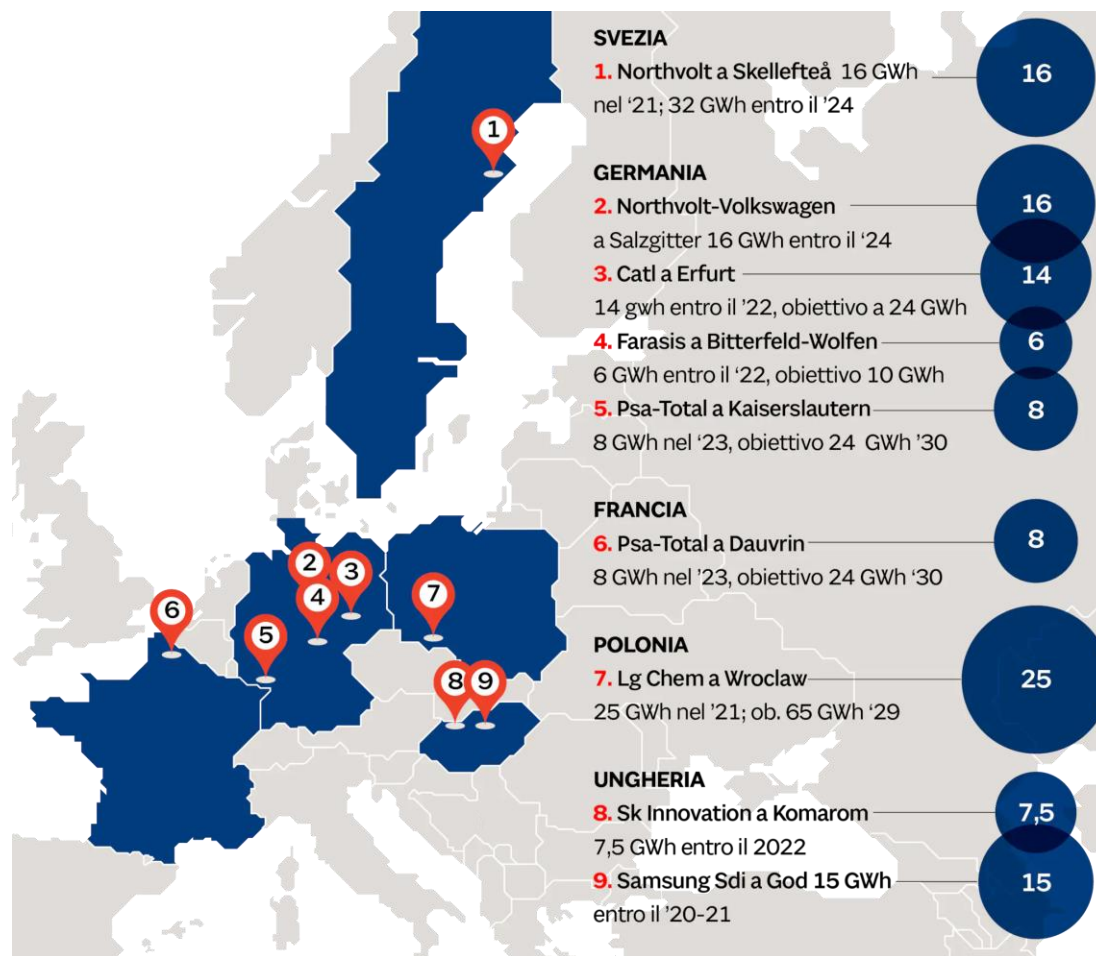 SVEZIA
1. Northvolt a Skellefteå 16 GWh
16
nel ‘21; 32 GWh entro il ’24
GERMANIA
2. Northvolt-Volkswagen
16
a Salzgitter 16 GWh entro il ‘24
3. Catl a Erfurt
14
14 gwh entro il ’22, obiettivo a 24 GWh
4. Farasis a Bitterfeld-Wolfen
6
6 GWh entro il ‘22, obiettivo 10 GWh
5. Psa-Total a Kaiserslautern
8
8 GWh nel ‘23, obiettivo 24 GWh ’30
FRANCIA
6. Psa-Total a Dauvrin
8
8 GWh nel ‘23, obiettivo 24 GWh ‘30
POLONIA
7. Lg Chem a Wroclaw
25
25 GWh nel ‘21; ob. 65 GWh ‘29
UNGHERIA
8. Sk Innovation a Komarom
7,5
7,5 GWh entro il 2022
9. Samsung Sdi a God 15 GWh
15
entro il ’20-21
1
2
3
4
5
6
7
8
9